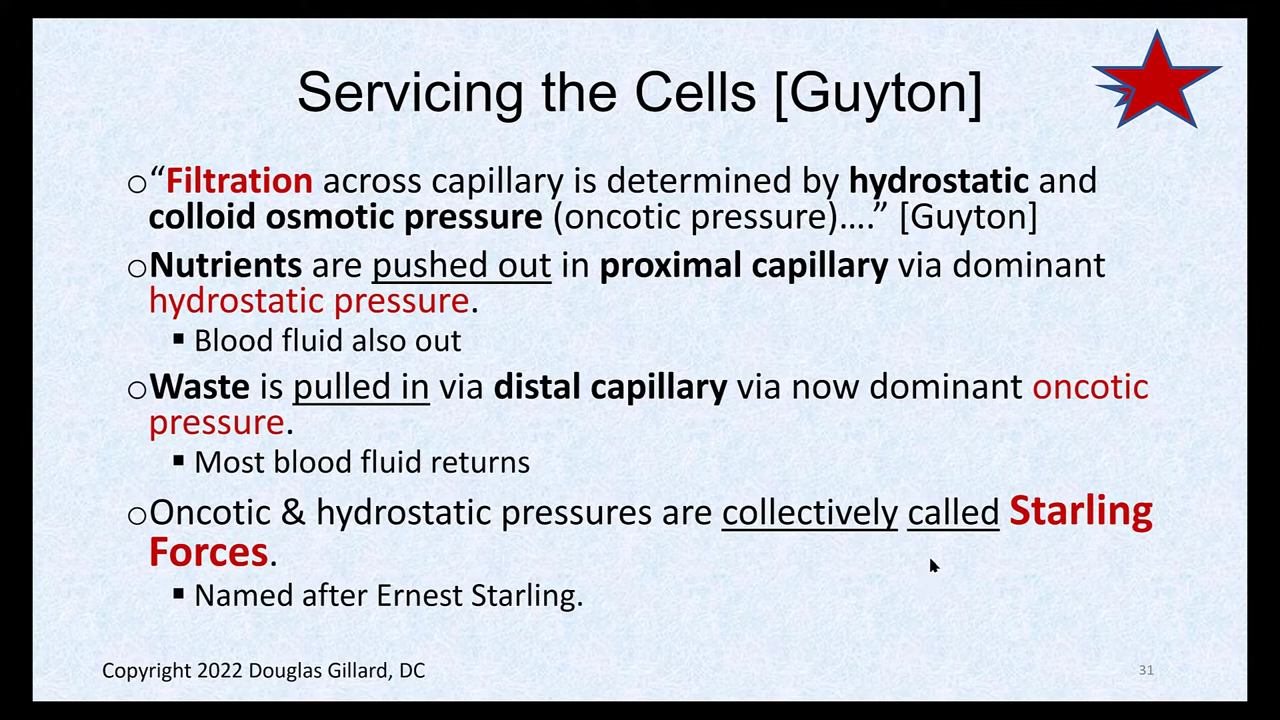 Servicing the Cells [Guyton]
○“Filtration across capillary is determined by hydrostatic and
colloid osmotic pressure (oncotic pressure)….” [Guyton]
○Nutrients are pushed out in proximal capillary via dominant
hydrostatic pressure.
▪ Blood fluid also out
○Waste is pulled in via distal capillary via now dominant oncotic
pressure.
▪ Most blood fluid returns
○Oncotic & hydrostatic pressures are collectively called Starling
Forces.
▪ Named after Ernest Starling.
Copyright 2022 Douglas Gillard, DC
31